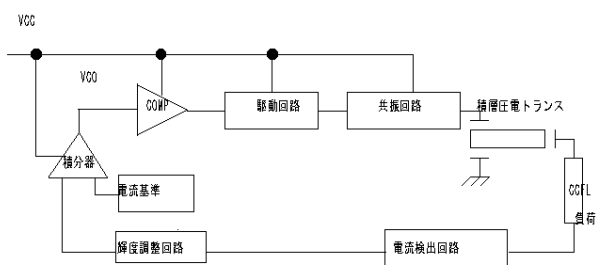 VCC
VCO
COMP
駆動回路
共振回路
積層圧電トランス
積分器
電流基準
CCFL
負荷
輝度調整回路
電流検出回路